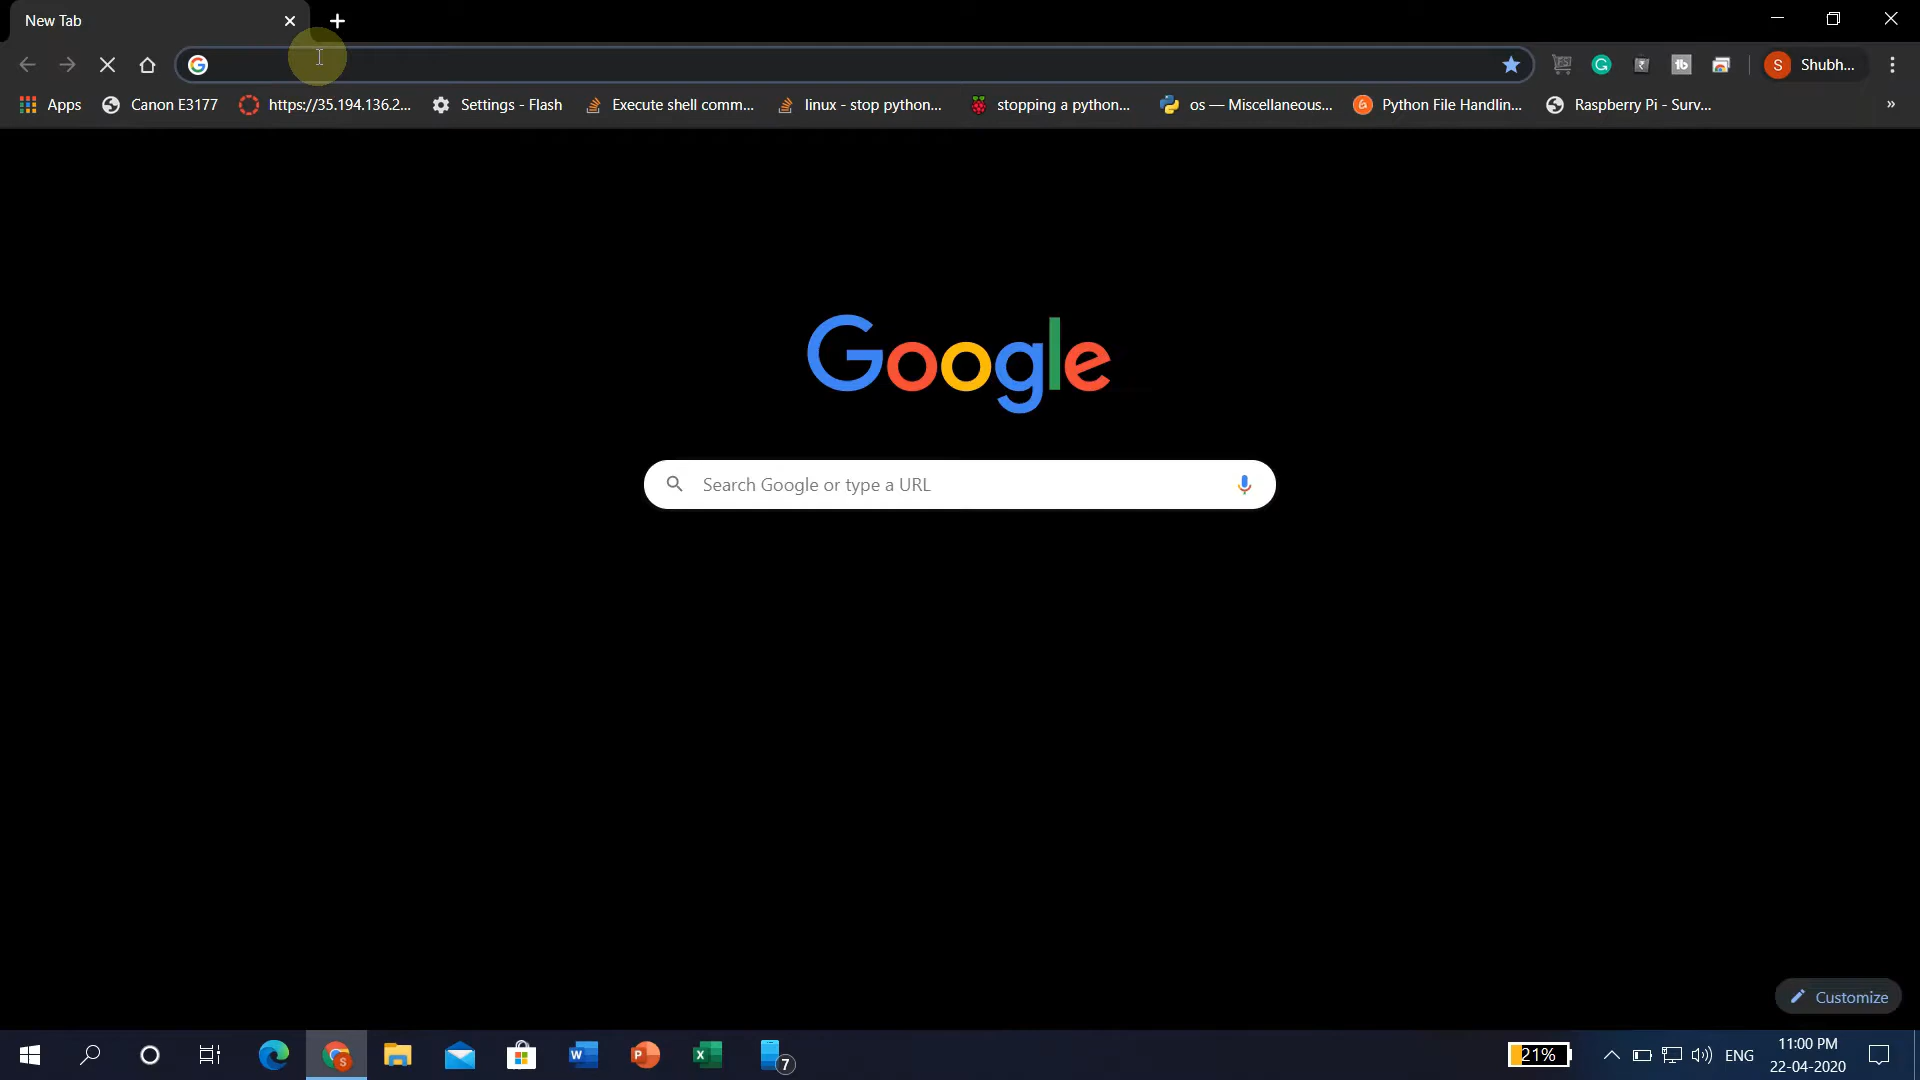 New Tab
S Shubh...
Apps Canon E3177 https://35.194.136.2... Settings - Flash Execute shell comm... linux - stop python... stopping a python... os — Miscellaneous... Python File Handlin... Raspberry Pi - Surv... »
Google
Search Google or type a URL
Customize
21% ENG 11:00 PM
22-04-2020
7